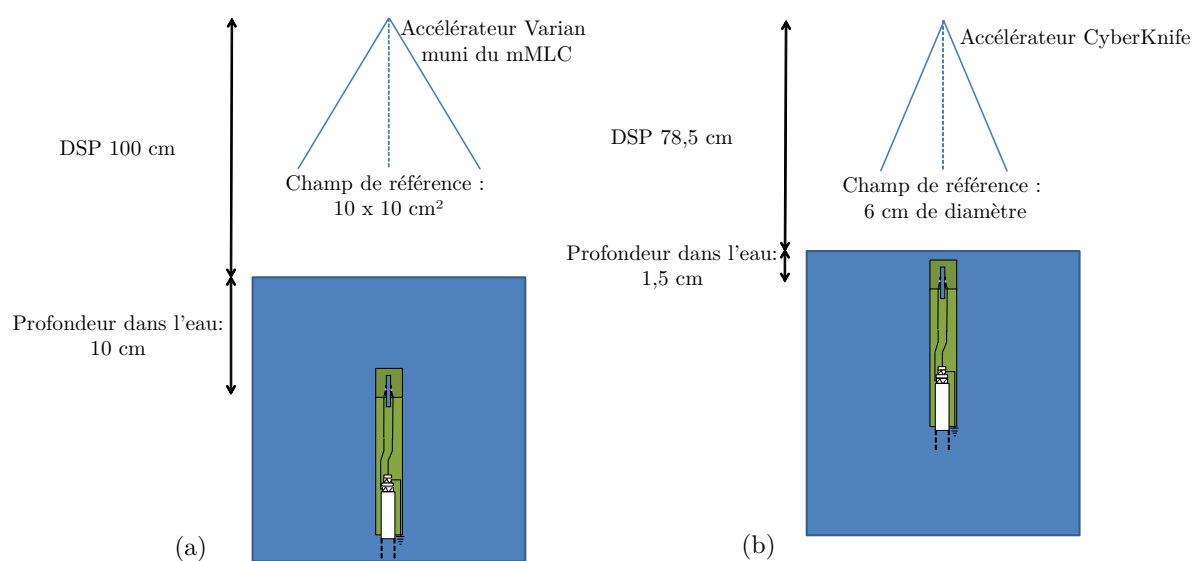 Accélérateur Varian
muni du mMLC
DSP 100 cm
Champ de référence :
10 x 10 cm²
Profondeur dans l'eau:
10 cm
(a)
Accélérateur CyberKnife
DSP 78,5 cm
Champ de référence :
6 cm de diamètre
Profondeur dans l'eau:
1,5 cm
(b)